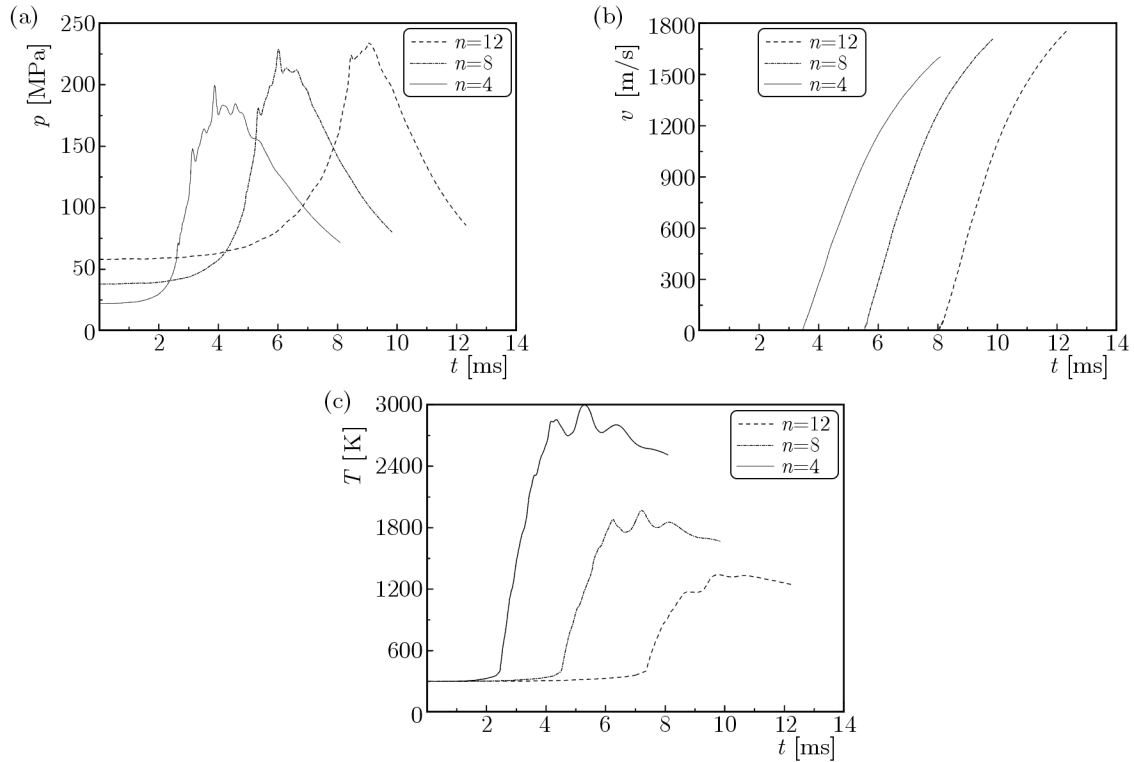 (a)
p [MPa]
250
200
150
100
50
0
2 4 6 8 10 12 14
t [ms]
n=12
n=8
n=4
(b)
v [m/s]
1800
1500
1200
900
600
300
0
2 4 6 8 10 12 14
t [ms]
n=12
n=8
n=4
(c)
T [K]
3000
2400
1800
1200
600
0
2 4 6 8 10 12 14
t [ms]
n=12
n=8
n=4